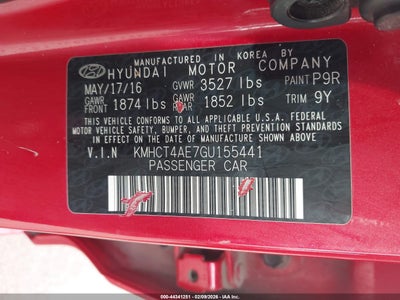 MANUFACTURED IN KOREA BY
HYUNDAI MOTOR COMPANY
MAY/17/16 GVWR 3527 lbs PAINT P9R
GAWR FRONT 1874 lbs GAWR REAR 1852 lbs TRIM 9Y
THIS VEHICLE CONFORMS TO ALL APPLICABLE U.S.A. FEDERAL
MOTOR VEHICLE SAFETY, BUMPER, AND THEFT PREVENTION
STANDARDS IN EFFECT ON THE DATE OF MANUFACTURE SHOWN ABOVE.
V.I.N KMHCT4AE7GU155441
PASSENGER CAR
© IAA 44341251 - 02/09/2026 - IAAI.com